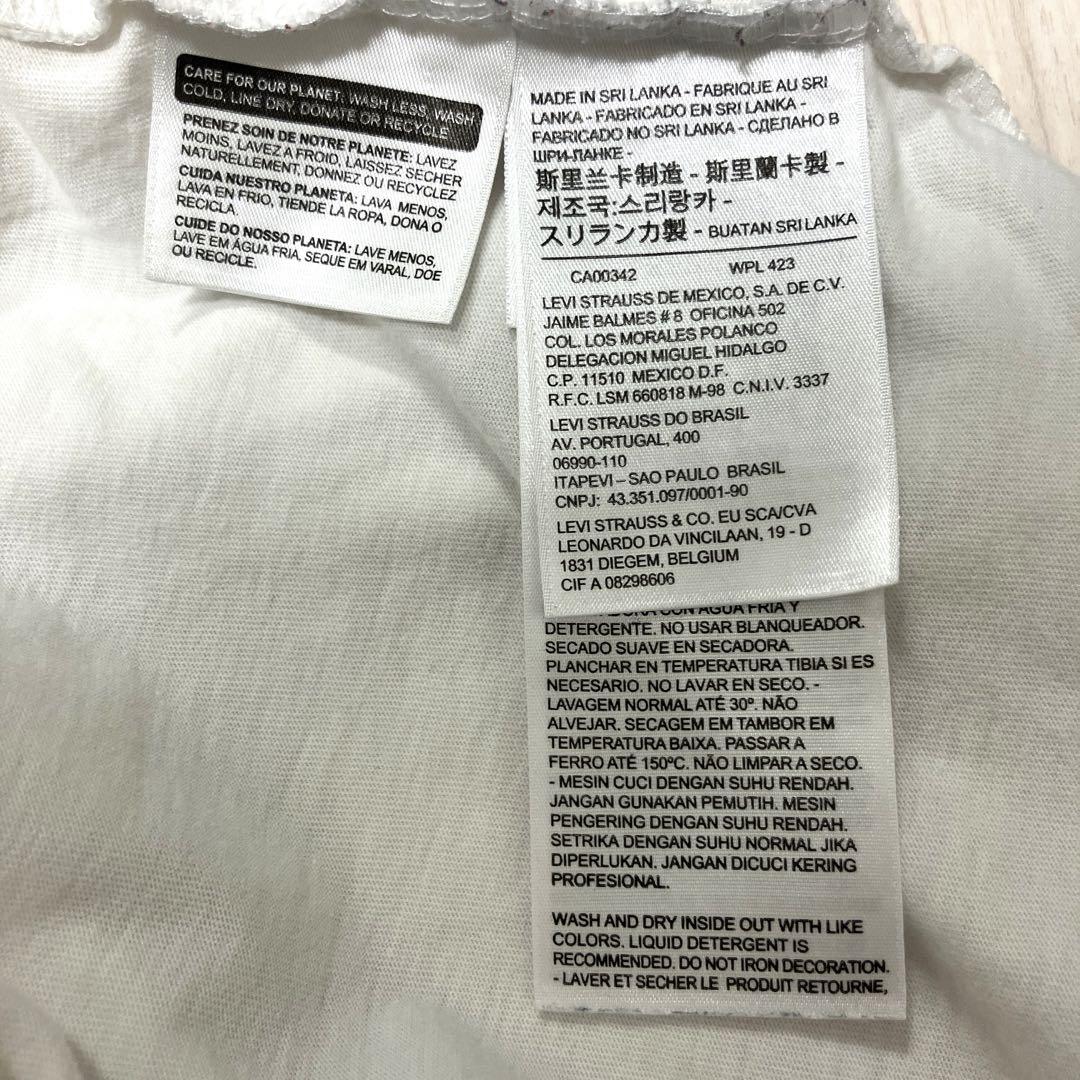 CARE FOR OUR PLANET: WASH LESS, WASH
COLD, LINE DRY, DONATE OR RECYCLE
PRENEZ SOIN DE NOTRE PLANETE: LAVEZ
MOINS, LAVEZ A FROID, LAISSEZ SECHER
NATURELLEMENT, DONNEZ OU RECYCLEZ
CUIDA NUESTRO PLANETA: LAVA MENOS,
LAVA EN FRIO, TIENDE LA ROPA, DONA O
RECICLA.
CUIDE DO NOSSO PLANETA: LAVE MENOS,
LAVE EM ÁGUA FRIA, SEQUE EM VARAL, DOE
OU RECICLE.
MADE IN SRI LANKA - FABRIQUE AU SRI
LANKA - FABRICADO EN SRI LANKA -
FABRICADO NO SRI LANKA - СДЕЛАНО В
ШРИ-ЛАНКЕ -
斯里兰卡制造 - 斯里蘭卡製 -
제조국:스리랑카 -
スリランカ製 - BUATAN SRI LANKA
CA00342 WPL 423
LEVI STRAUSS DE MEXICO, S.A. DE C.V.
JAIME BALMES # 8 OFICINA 502
COL. LOS MORALES POLANCO
DELEGACION MIGUEL HIDALGO
C.P. 11510 MEXICO D.F.
R.F.C. LSM 660818 M-98 C.N.I.V. 3337
LEVI STRAUSS DO BRASIL
AV. PORTUGAL, 400
06990-110
ITAPEVI – SAO PAULO BRASIL
CNPJ: 43.351.097/0001-90
LEVI STRAUSS & CO. EU SCA/CVA
LEONARDO DA VINCILAAN, 19 - D
1831 DIEGEM, BELGIUM
CIF A 08298606
CON AGUA FRIA Y
DETERGENTE. NO USAR BLANQUEADOR.
SECADO SUAVE EN SECADORA.
PLANCHAR EN TEMPERATURA TIBIA SI ES
NECESARIO. NO LAVAR EN SECO. -
LAVAGEM NORMAL ATÉ 30º. NÃO
ALVEJAR. SECAGEM EM TAMBOR EM
TEMPERATURA BAIXA. PASSAR A
FERRO ATÉ 150ºC. NÃO LIMPAR A SECO.
- MESIN CUCI DENGAN SUHU RENDAH.
JANGAN GUNAKAN PEMUTIH. MESIN
PENGERING DENGAN SUHU RENDAH.
SETRIKA DENGAN SUHU NORMAL JIKA
DIPERLUKAN. JANGAN DICUCI KERING
PROFESIONAL.
WASH AND DRY INSIDE OUT WITH LIKE
COLORS. LIQUID DETERGENT IS
RECOMMENDED. DO NOT IRON DECORATION.
- LAVER ET SECHER LE PRODUIT RETOURNE,